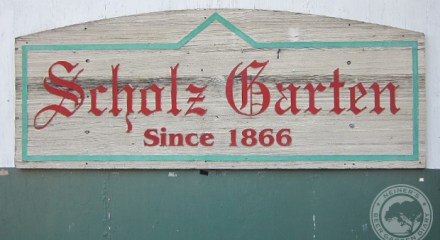 Scholz Garten
Since 1866